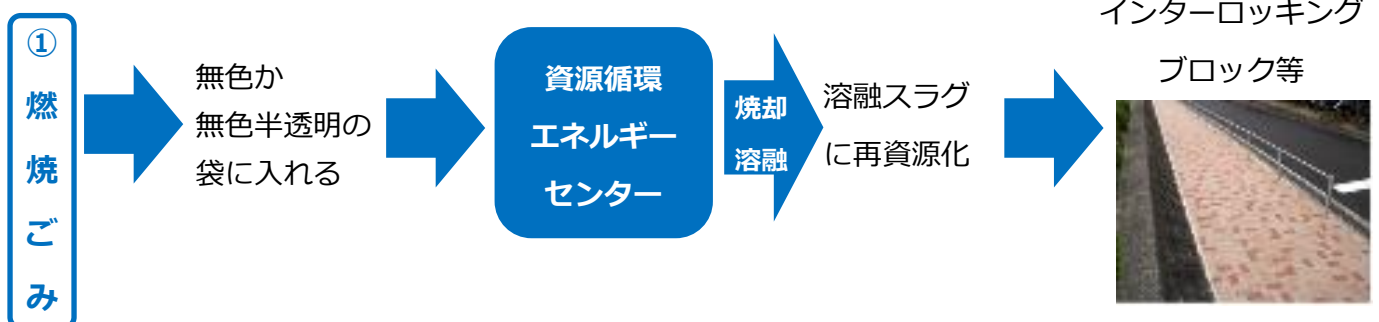 ①
燃
焼
ご
み
無色か
無色半透明の
袋に入れる
資源循環
エネルギー
センター
焼却
溶融
溶融スラグ
に再資源化
インターロッキング
ブロック等